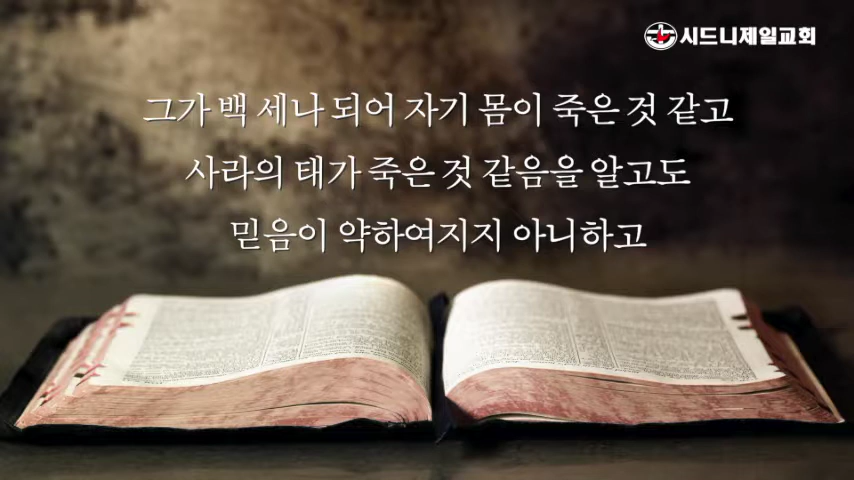 시드니제일교회
그가 백 세나 되어 자기 몸이 죽은 것 같고
사라의 태가 죽은 것 같음을 알고도
믿음이 약하여지지 아니하고